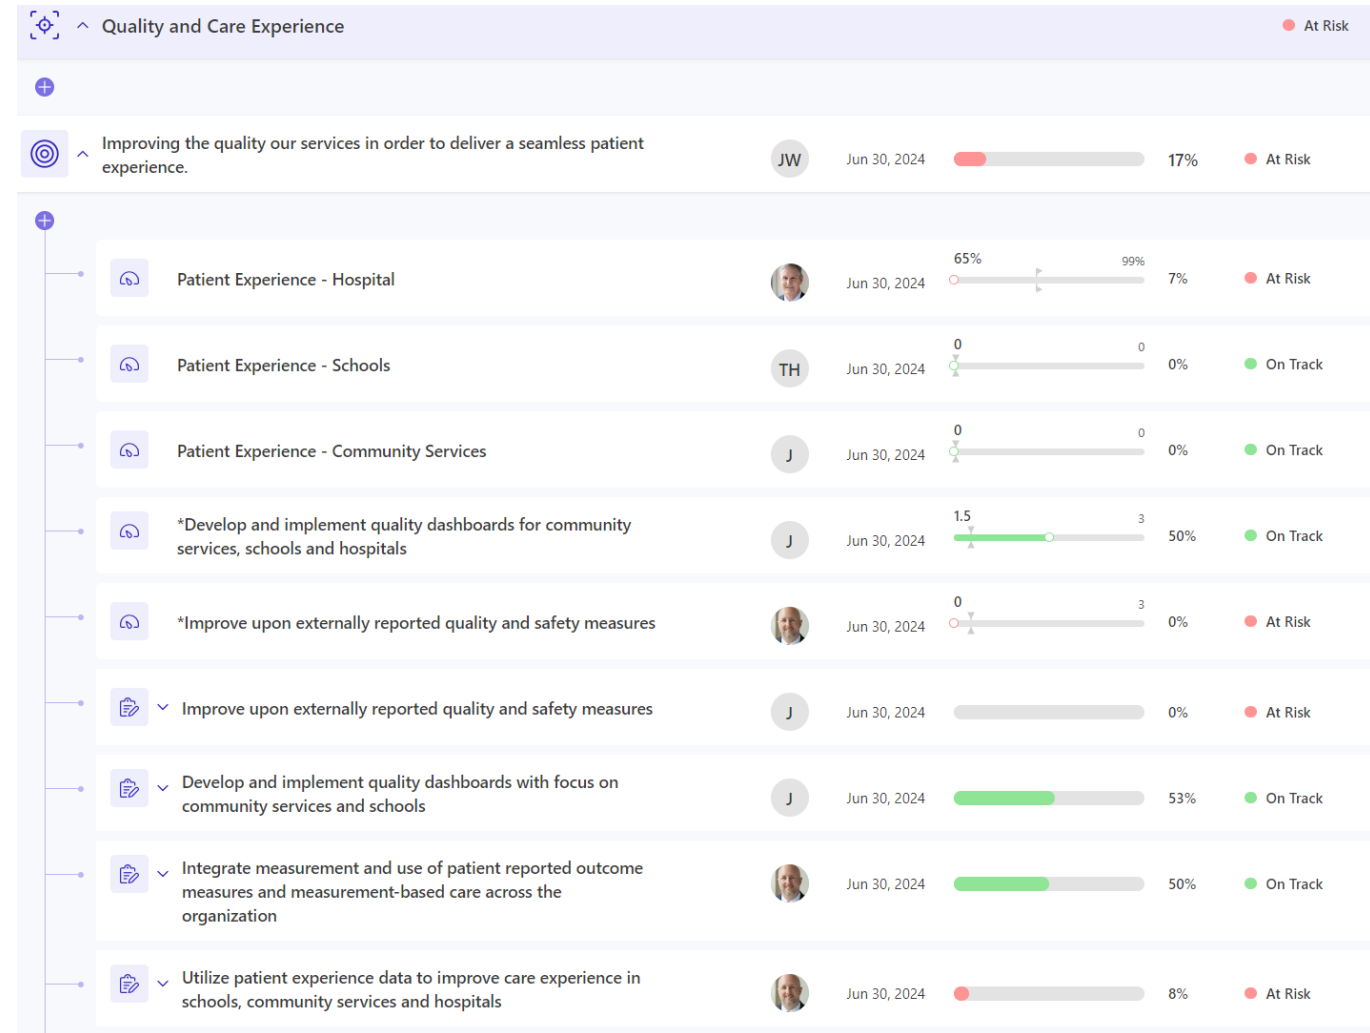 Quality and Care Experience
At Risk
Improving the quality our services in order to deliver a seamless patient
experience.
JW
Jun 30, 2024
17%
At Risk
Patient Experience - Hospital
Jun 30, 2024
65%
99%
7%
At Risk
Patient Experience - Schools
TH
Jun 30, 2024
0
0
0%
On Track
Patient Experience - Community Services
J
Jun 30, 2024
0
0
0%
On Track
*Develop and implement quality dashboards for community
services, schools and hospitals
J
Jun 30, 2024
1.5
3
50%
On Track
*Improve upon externally reported quality and safety measures
Jun 30, 2024
0
3
0%
At Risk
Improve upon externally reported quality and safety measures
J
Jun 30, 2024
0%
At Risk
Develop and implement quality dashboards with focus on
community services and schools
J
Jun 30, 2024
53%
On Track
Integrate measurement and use of patient reported outcome
measures and measurement-based care across the
organization
Jun 30, 2024
50%
On Track
Utilize patient experience data to improve care experience in
schools, community services and hospitals
Jun 30, 2024
8%
At Risk